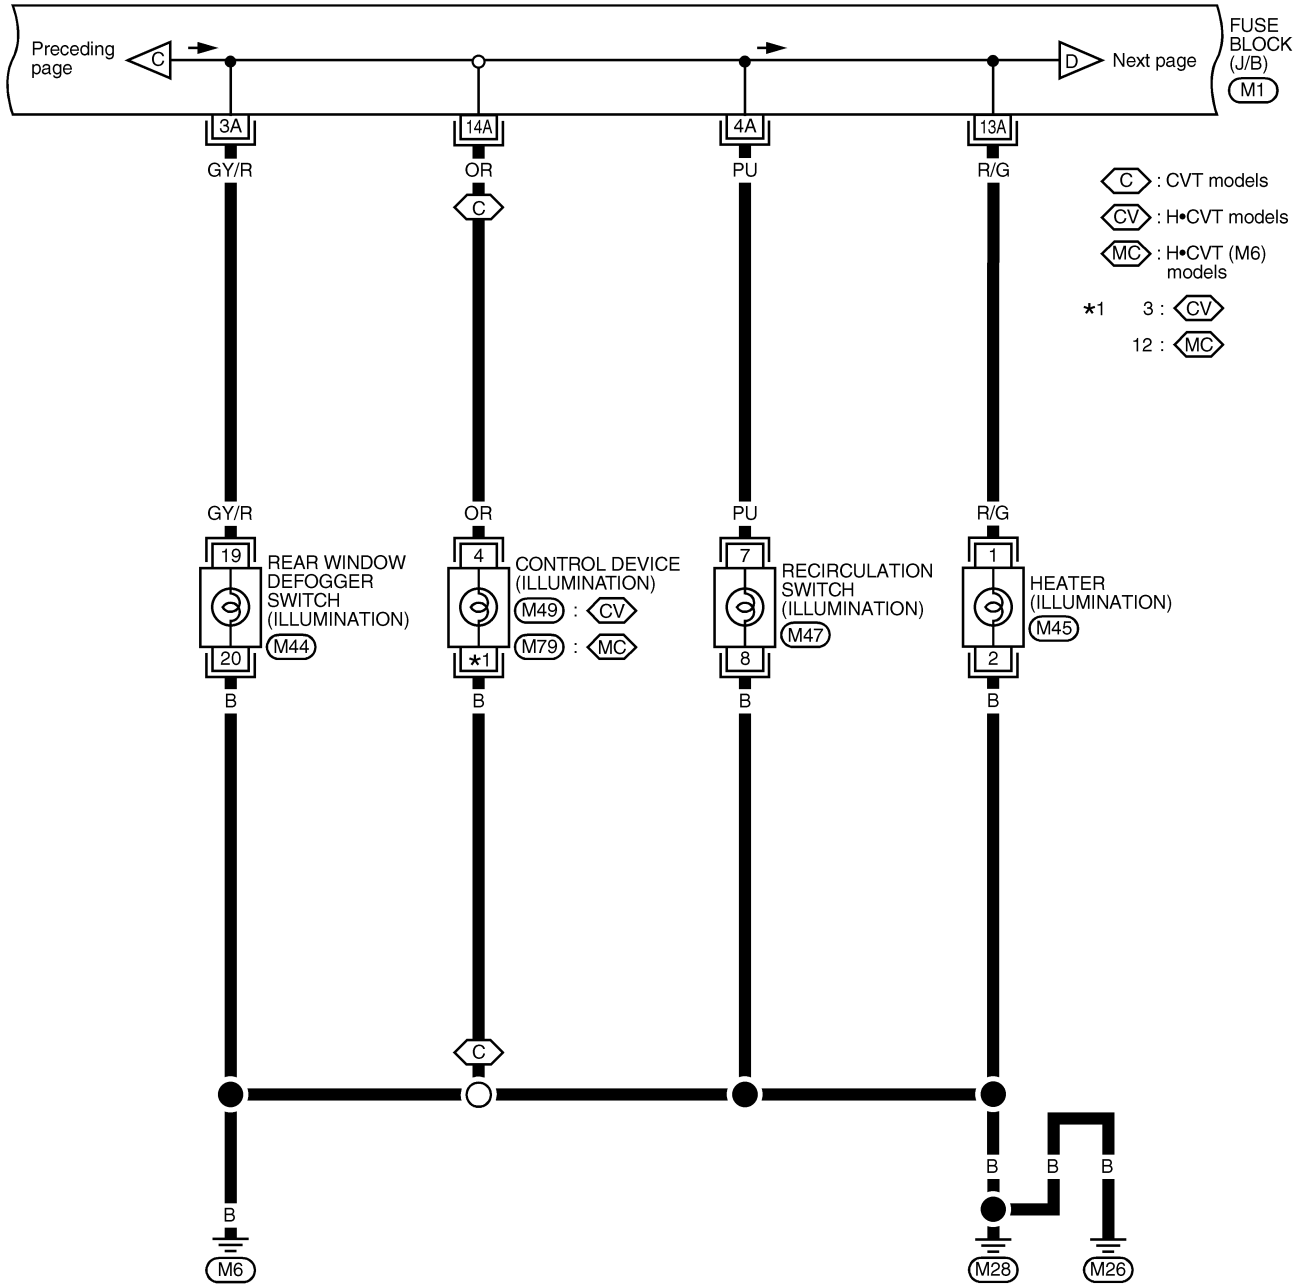 Preceding
page
C
D
Next page
FUSE
BLOCK
(J/B)
M1
3A
14A
4A
13A
GY/R
OR
PU
R/G
C
C : CVT models
CV : H•CVT models
MC : H•CVT (M6)
models
*1 3 : CV
12 : MC
GY/R
OR
PU
R/G
19
4
7
1
REAR WINDOW
DEFOGGER
SWITCH
(ILLUMINATION)
M44
CONTROL DEVICE
(ILLUMINATION)
M49 : CV
M79 : MC
RECIRCULATION
SWITCH
(ILLUMINATION)
M47
HEATER
(ILLUMINATION)
M45
20
*1
8
2
B
B
B
B
C
B
B
B
B
M6
M28
M26